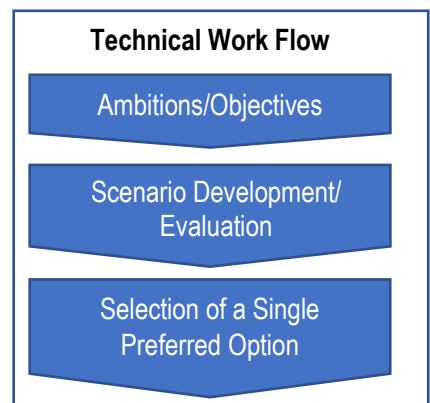 Technical Work Flow
Ambitions/Objectives
Scenario Development/
Evaluation
Selection of a Single
Preferred Option